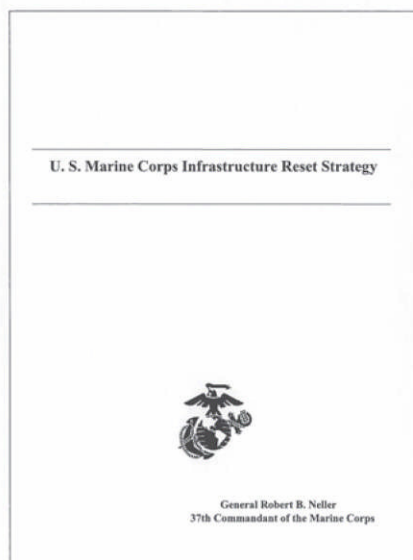 U. S. Marine Corps Infrastructure Reset Strategy
General Robert B. Neller
37th Commandant of the Marine Corps